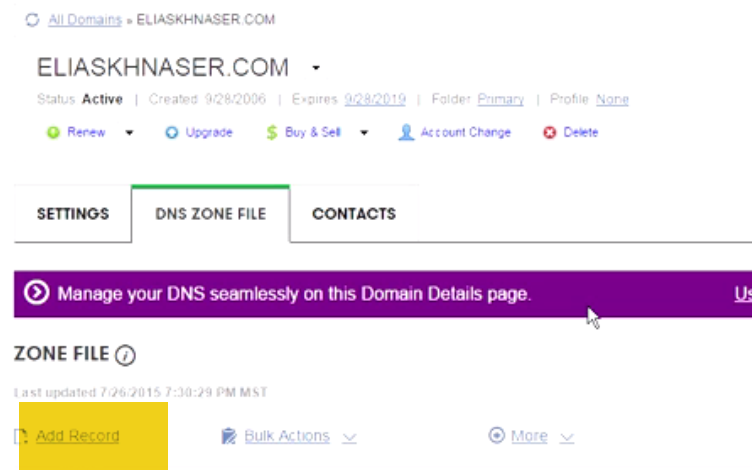 All Domains » ELIASKHNASER.COM
ELIASKHNASER.COM
Status Active | Created 9/28/2006 | Expires 9/28/2019 | Folder Primary | Profile None
Renew Upgrade Buy & Sell Account Change Delete
SETTINGS DNS ZONE FILE CONTACTS
Manage your DNS seamlessly on this Domain Details page. Us
ZONE FILE
Last updated 7/26/2015 7:30:29 PM MST
Add Record Bulk Actions More